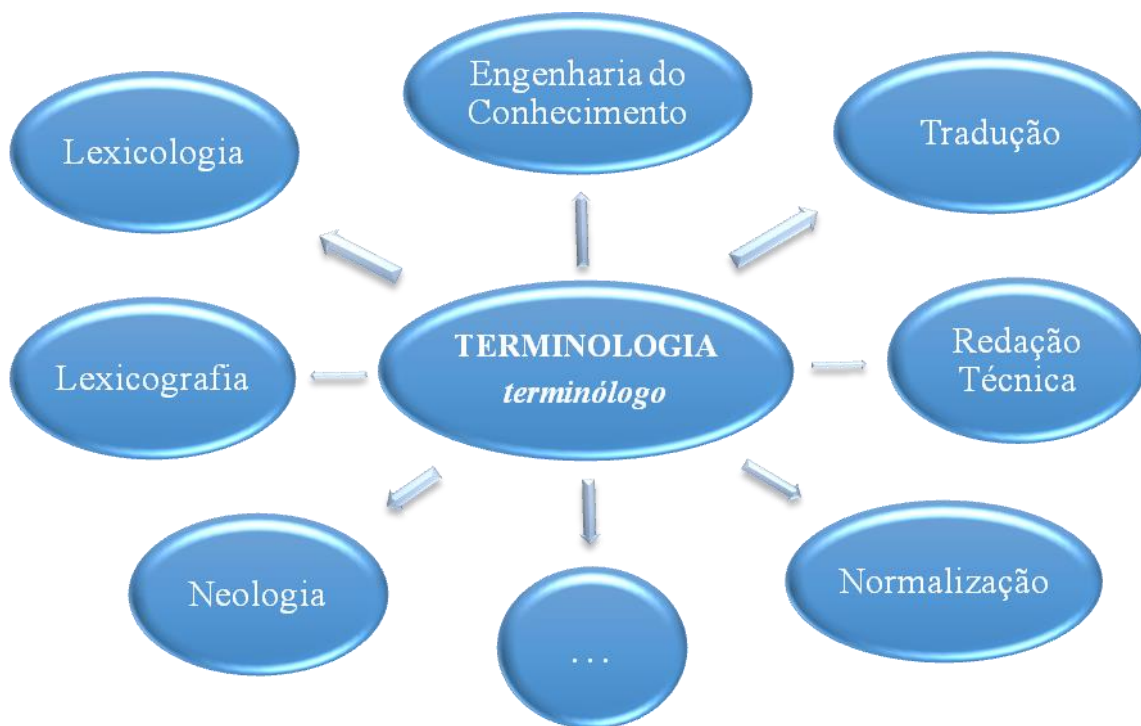 Engenharia do
Conhecimento
Lexicologia
Tradução
TERMINOLOGIA
terminólogo
Lexicografia
Redação
Técnica
Neologia
Normalização
...